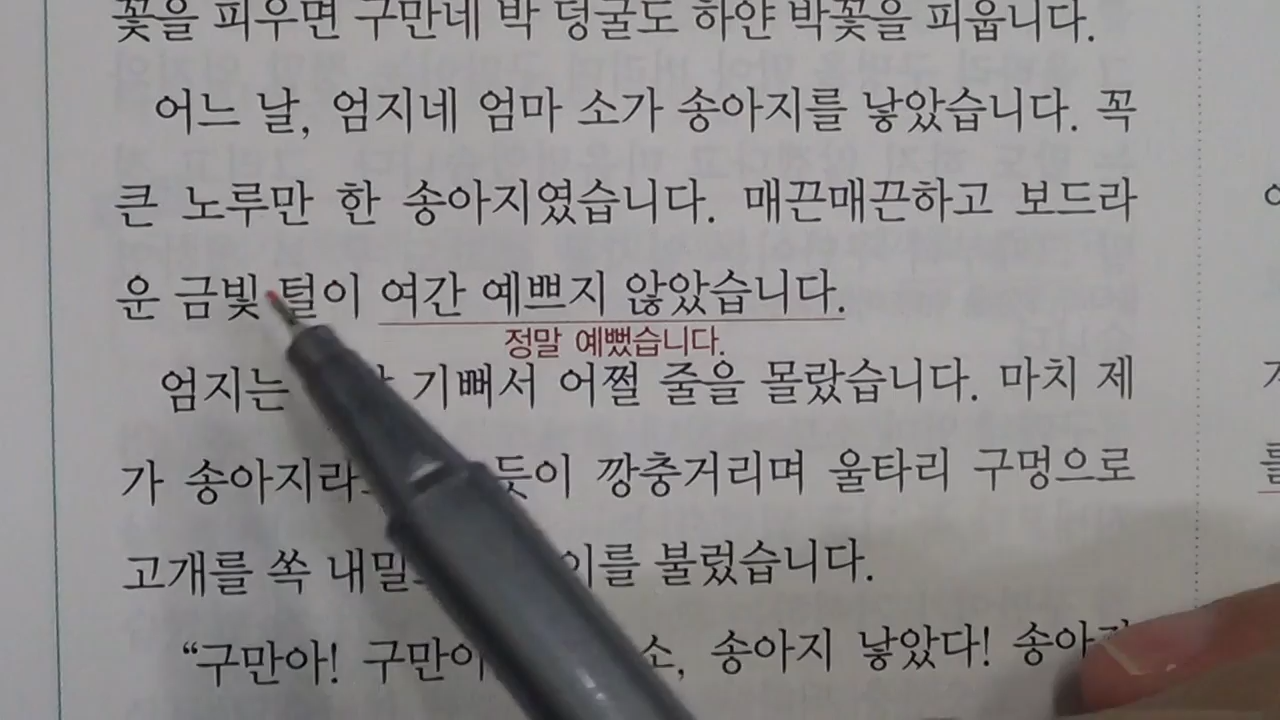 꽃을 피우면 구만네 박 덩굴도 하얀 박꽃을 피웁니다.
어느 날, 엄지네 엄마 소가 송아지를 낳았습니다. 꼭
큰 노루만 한 송아지였습니다. 매끈매끈하고 보드라
운 금빛 털이 여간 예쁘지 않았습니다.
정말 예뻤습니다.
엄지는 기뻐서 어쩔 줄을 몰랐습니다. 마치 제
가 송아지라 듯이 깡충거리며 울타리 구멍으로
고개를 쏙 내밀 이를 불렀습니다.
“구만아! 구만 소, 송아지 낳았다! 송아